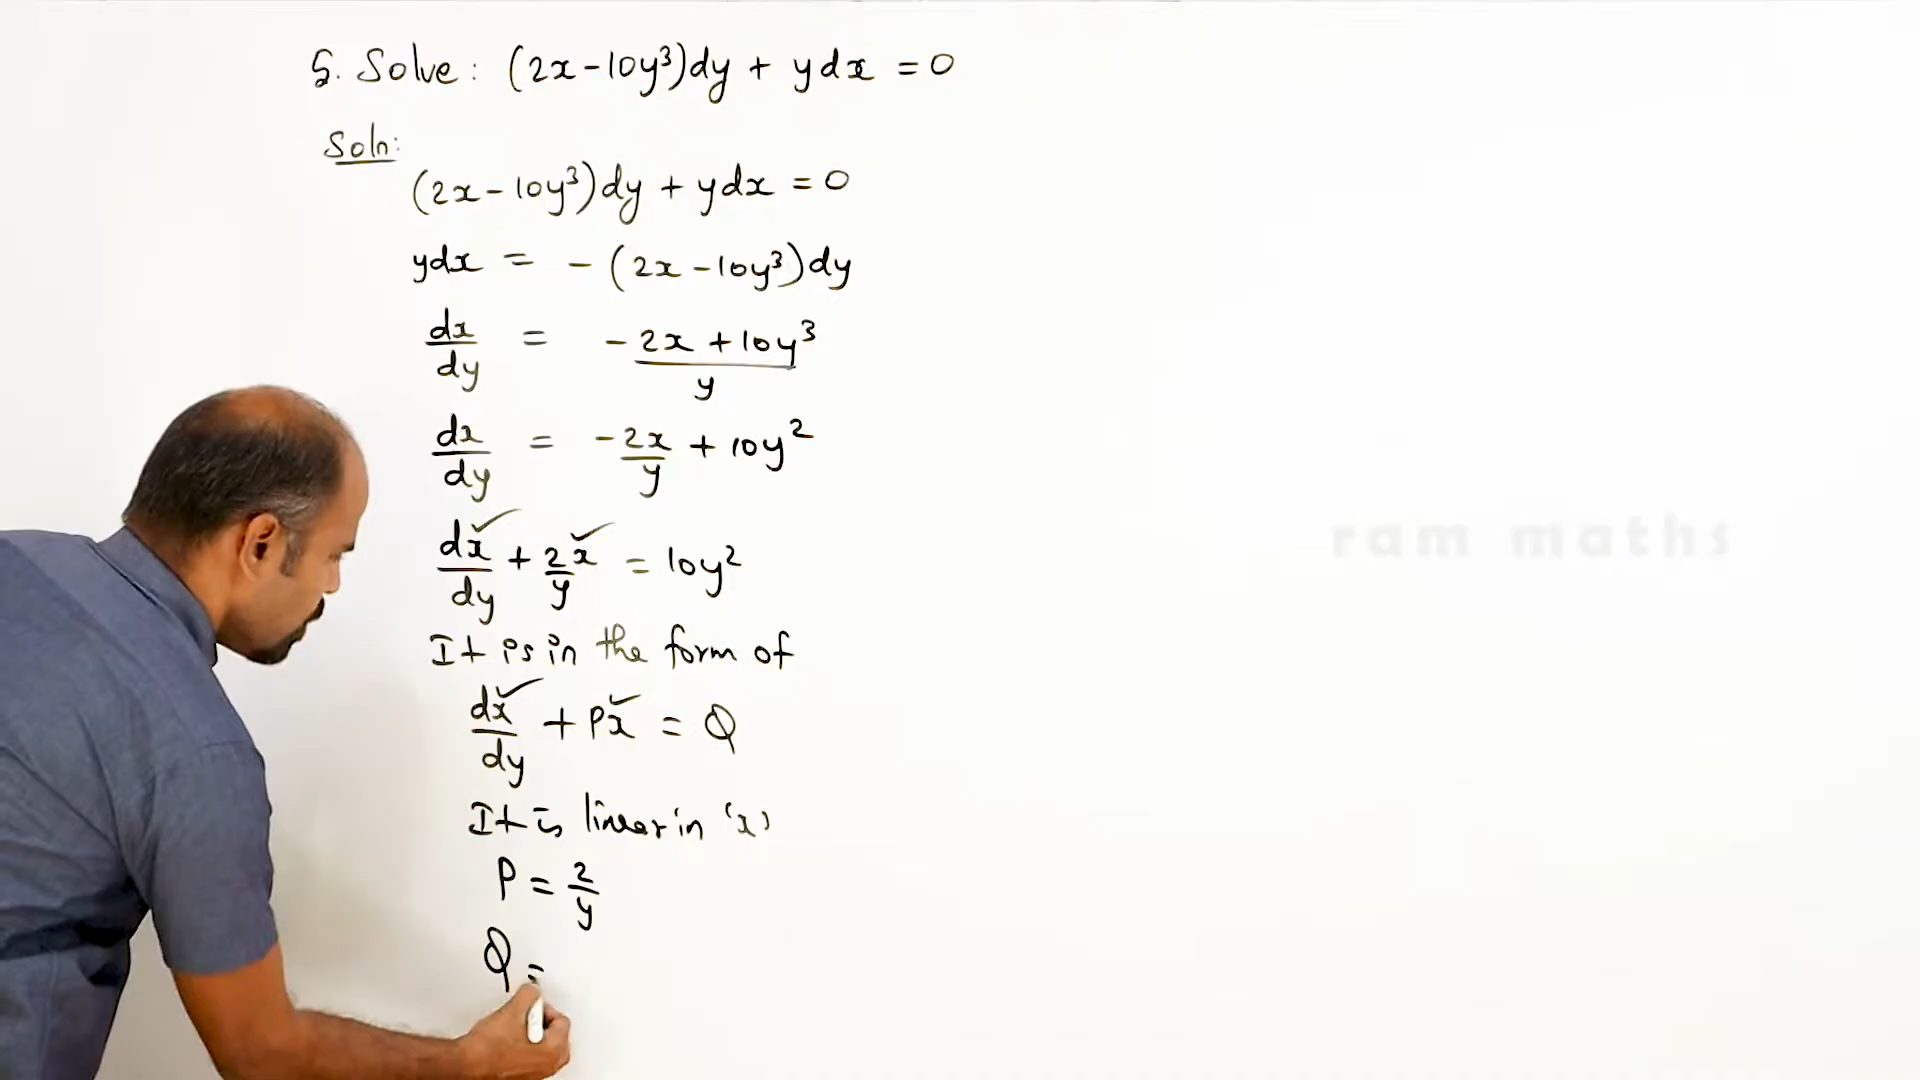 5. Solve: (2x-10y³)dy + ydx = 0
Soln:
(2x-10y³)dy + ydx = 0
ydx = -(2x-10y³)dy
dx/dy = -2x+10y³/y
dx/dy = -2x/y + 10y²
dx/dy + 2/y x = 10y²
It is in the form of
dx/dy + Px = Q
It is linear in 'x'
P = 2/y
Q =
ram maths